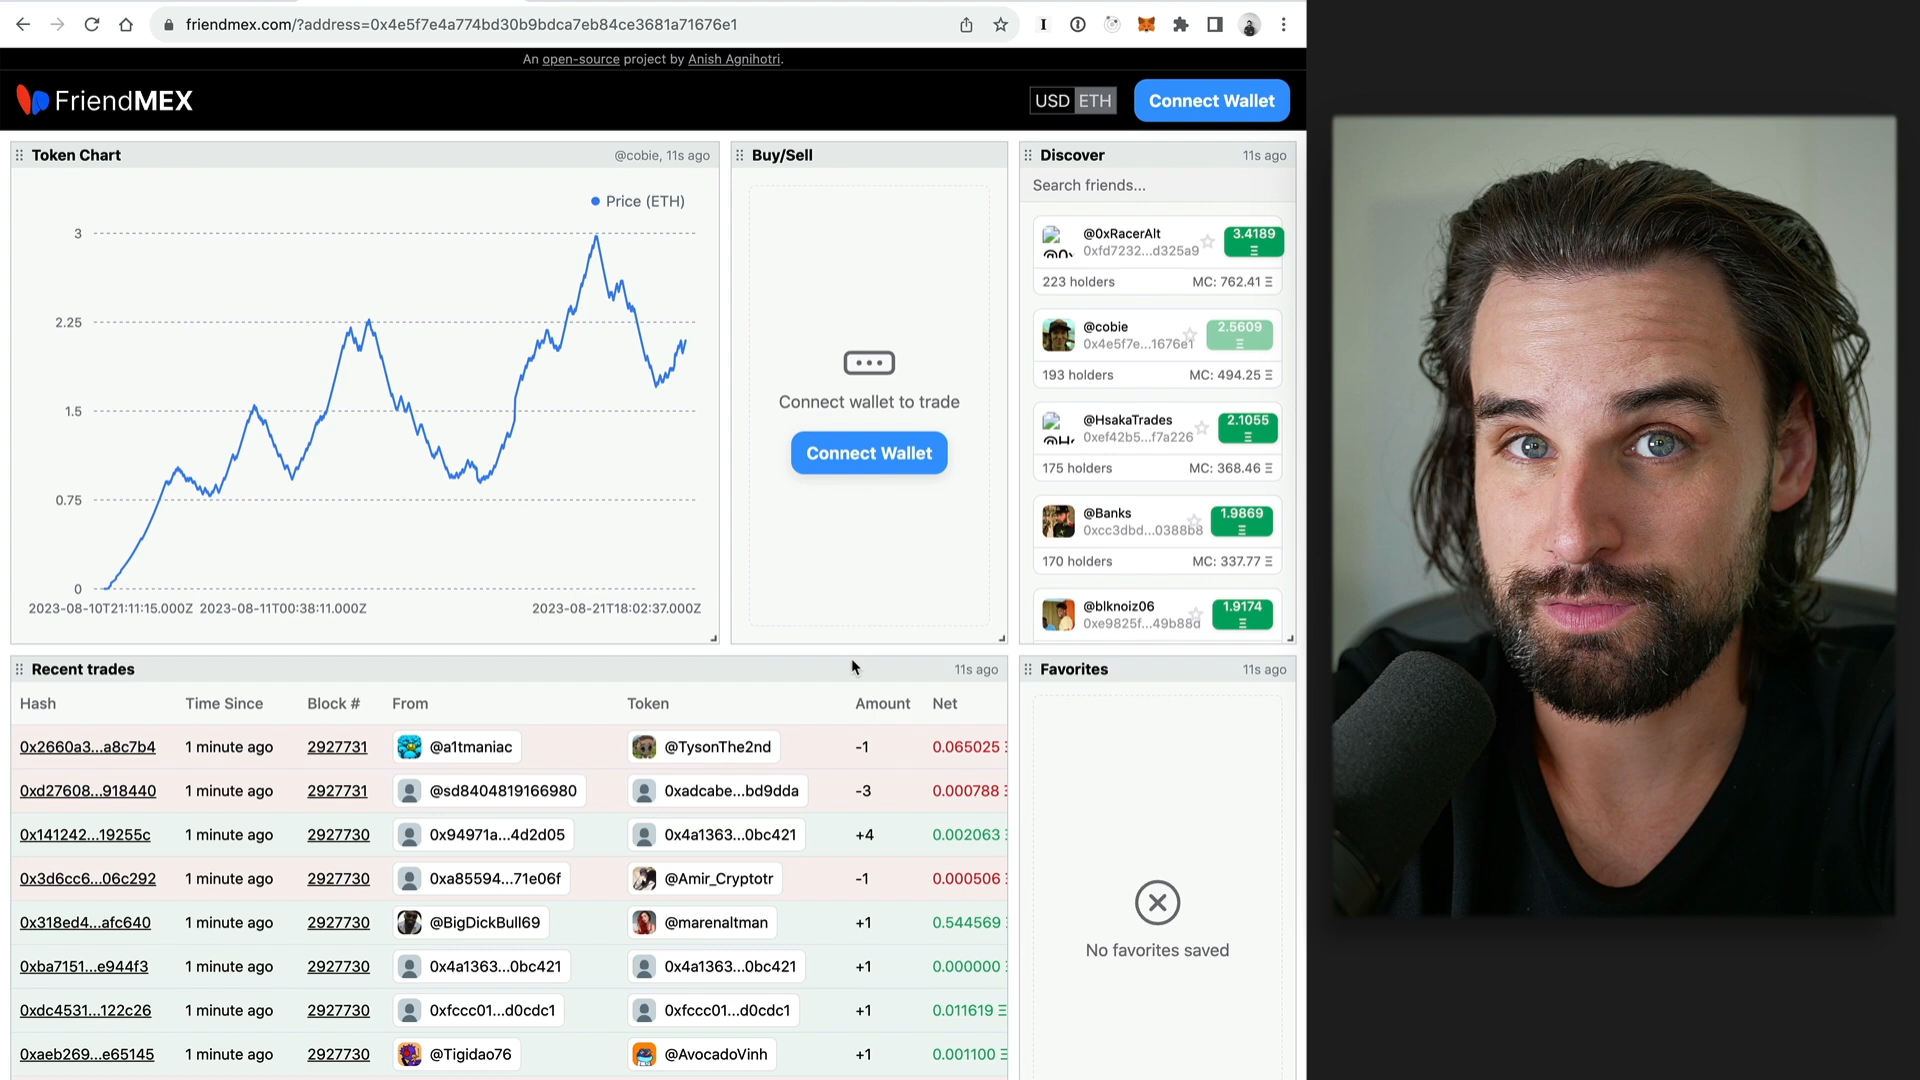 friendmex.com/?address=0x4e5f7e4a774bd30b9bdca7eb84ce3681a71676e1
An open-source project by Anish Agnihotri.
FriendMEX
USD ETH
Connect Wallet
Token Chart
@cobie, 11s ago
Price (ETH)
3
2.25
1.5
0.75
0
2023-08-10T21:11:15.000Z 2023-08-11T00:38:11.000Z 2023-08-21T18:02:37.000Z
Buy/Sell
Connect wallet to trade
Connect Wallet
Discover
11s ago
Search friends...
@0xRacerAlt
0xfd7232...d325a9
3.4189 Ξ
223 holders
MC: 762.41 Ξ
@cobie
0x4e5f7e...1676e1
2.5609 Ξ
193 holders
MC: 494.25 Ξ
@HsakaTrades
0xef42b5...f7a226
2.1055 Ξ
175 holders
MC: 368.46 Ξ
@Banks
0xcc3dbd...0388b8
1.9869 Ξ
170 holders
MC: 337.77 Ξ
@blknoiz06
0xe9825f...49b88d
1.9174 Ξ
Recent trades
11s ago
Hash Time Since Block # From Token Amount Net
0x2660a3...a8c7b4 1 minute ago 2927731 @a1tmaniac @TysonThe2nd -1 0.065025
0xd27608...918440 1 minute ago 2927731 @sd8404819166980 0xadcabe...bd9dda -3 0.000788
0x141242...19255c 1 minute ago 2927730 0x94971a...4d2d05 0x4a1363...0bc421 +4 0.002063
0x3d6cc6...06c292 1 minute ago 2927730 0xa85594...71e06f @Amir_Cryptotr -1 0.000506
0x318ed4...afc640 1 minute ago 2927730 @BigDickBull69 @marenaltman +1 0.544569
0xba7151...e944f3 1 minute ago 2927730 0x4a1363...0bc421 0x4a1363...0bc421 +1 0.000000
0xdc4531...122c26 1 minute ago 2927730 0xfccc01...d0cdc1 0xfccc01...d0cdc1 +1 0.011619 Ξ
0xaeb269...e65145 1 minute ago 2927730 @Tigidao76 @AvocadoVinh +1 0.001100 Ξ
Favorites
11s ago
No favorites saved